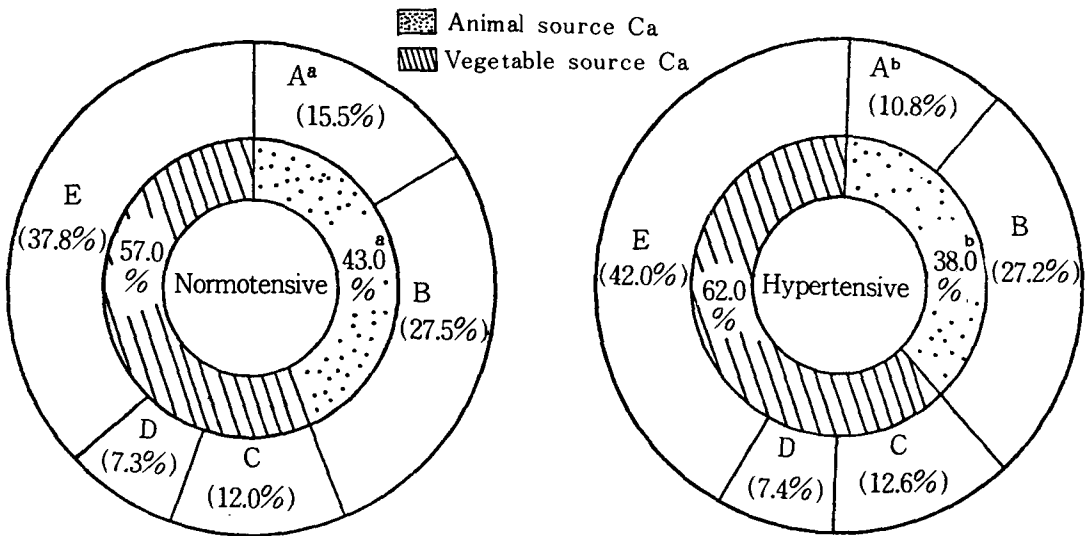 Animal source Ca
Vegetable source Ca
Aᵃ
(15.5%)
B
(27.5%)
C
(12.0%)
D
(7.3%)
E
(37.8%)
57.0
%
43.0ᵃ
%
Normotensive
Aᵇ
(10.8%)
B
(27.2%)
C
(12.6%)
D
(7.4%)
E
(42.0%)
62.0
%
38.0ᵇ
%
Hypertensive